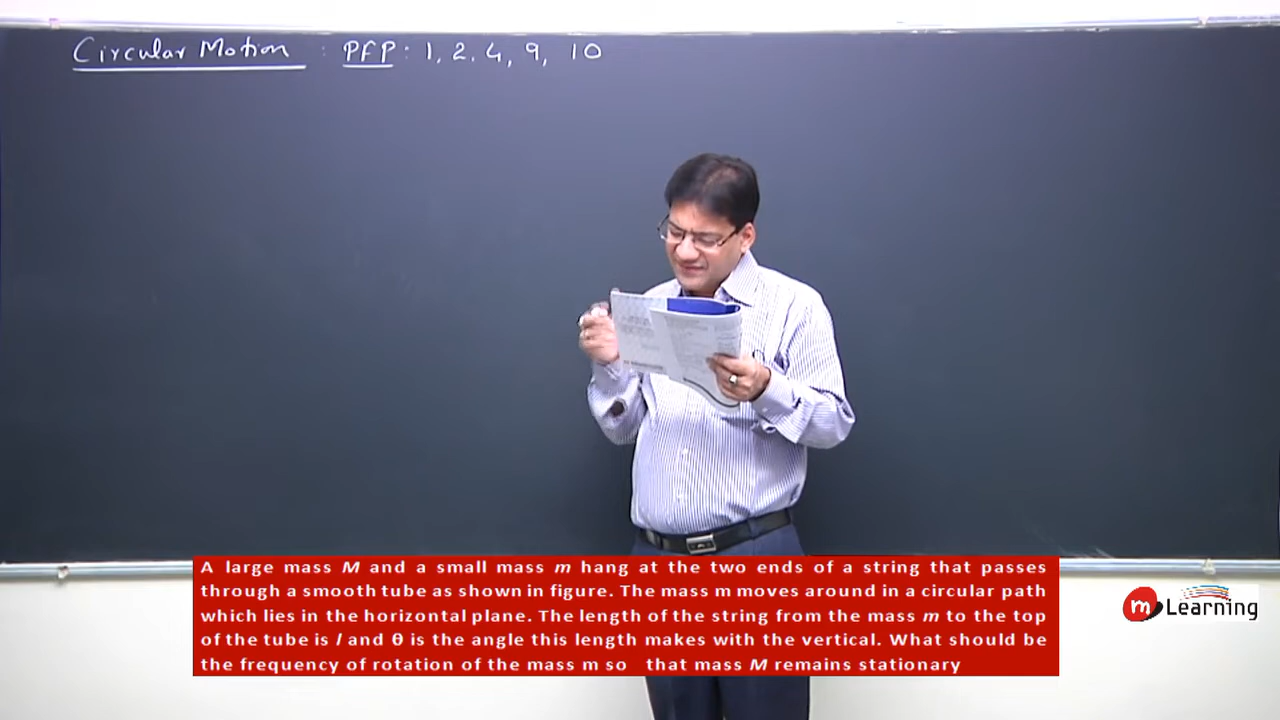 Circular Motion : PFP : 1, 2, 4, 9, 10
A large mass M and a small mass m hang at the two ends of a string that passes
through a smooth tube as shown in figure. The mass m moves around in a circular path
which lies in the horizontal plane. The length of the string from the mass m to the top
of the tube is l and θ is the angle this length makes with the vertical. What should be
the frequency of rotation of the mass m so that mass M remains stationary
m Learning